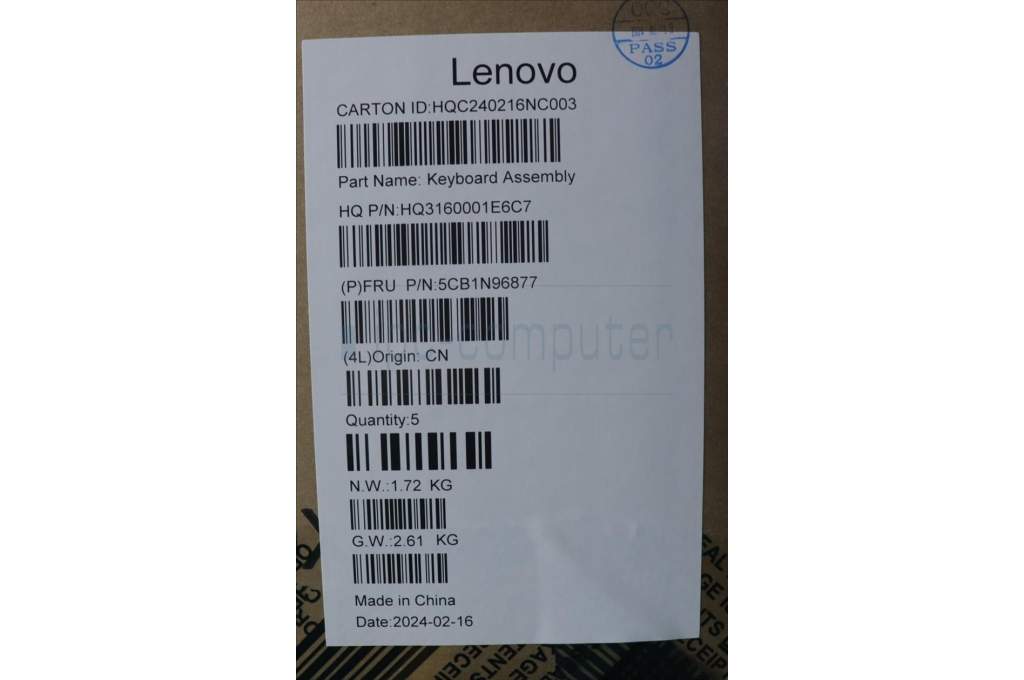 PASS
02
Lenovo
CARTON ID:HQC240216NC003
Part Name: Keyboard Assembly
HQ P/N:HQ3160001E6C7
(P)FRU P/N:5CB1N96877
computer
(4L)Origin: CN
Quantity:5
N.W.:1.72 KG
G.W.:2.61 KG
Made in China
Date:2024-02-16